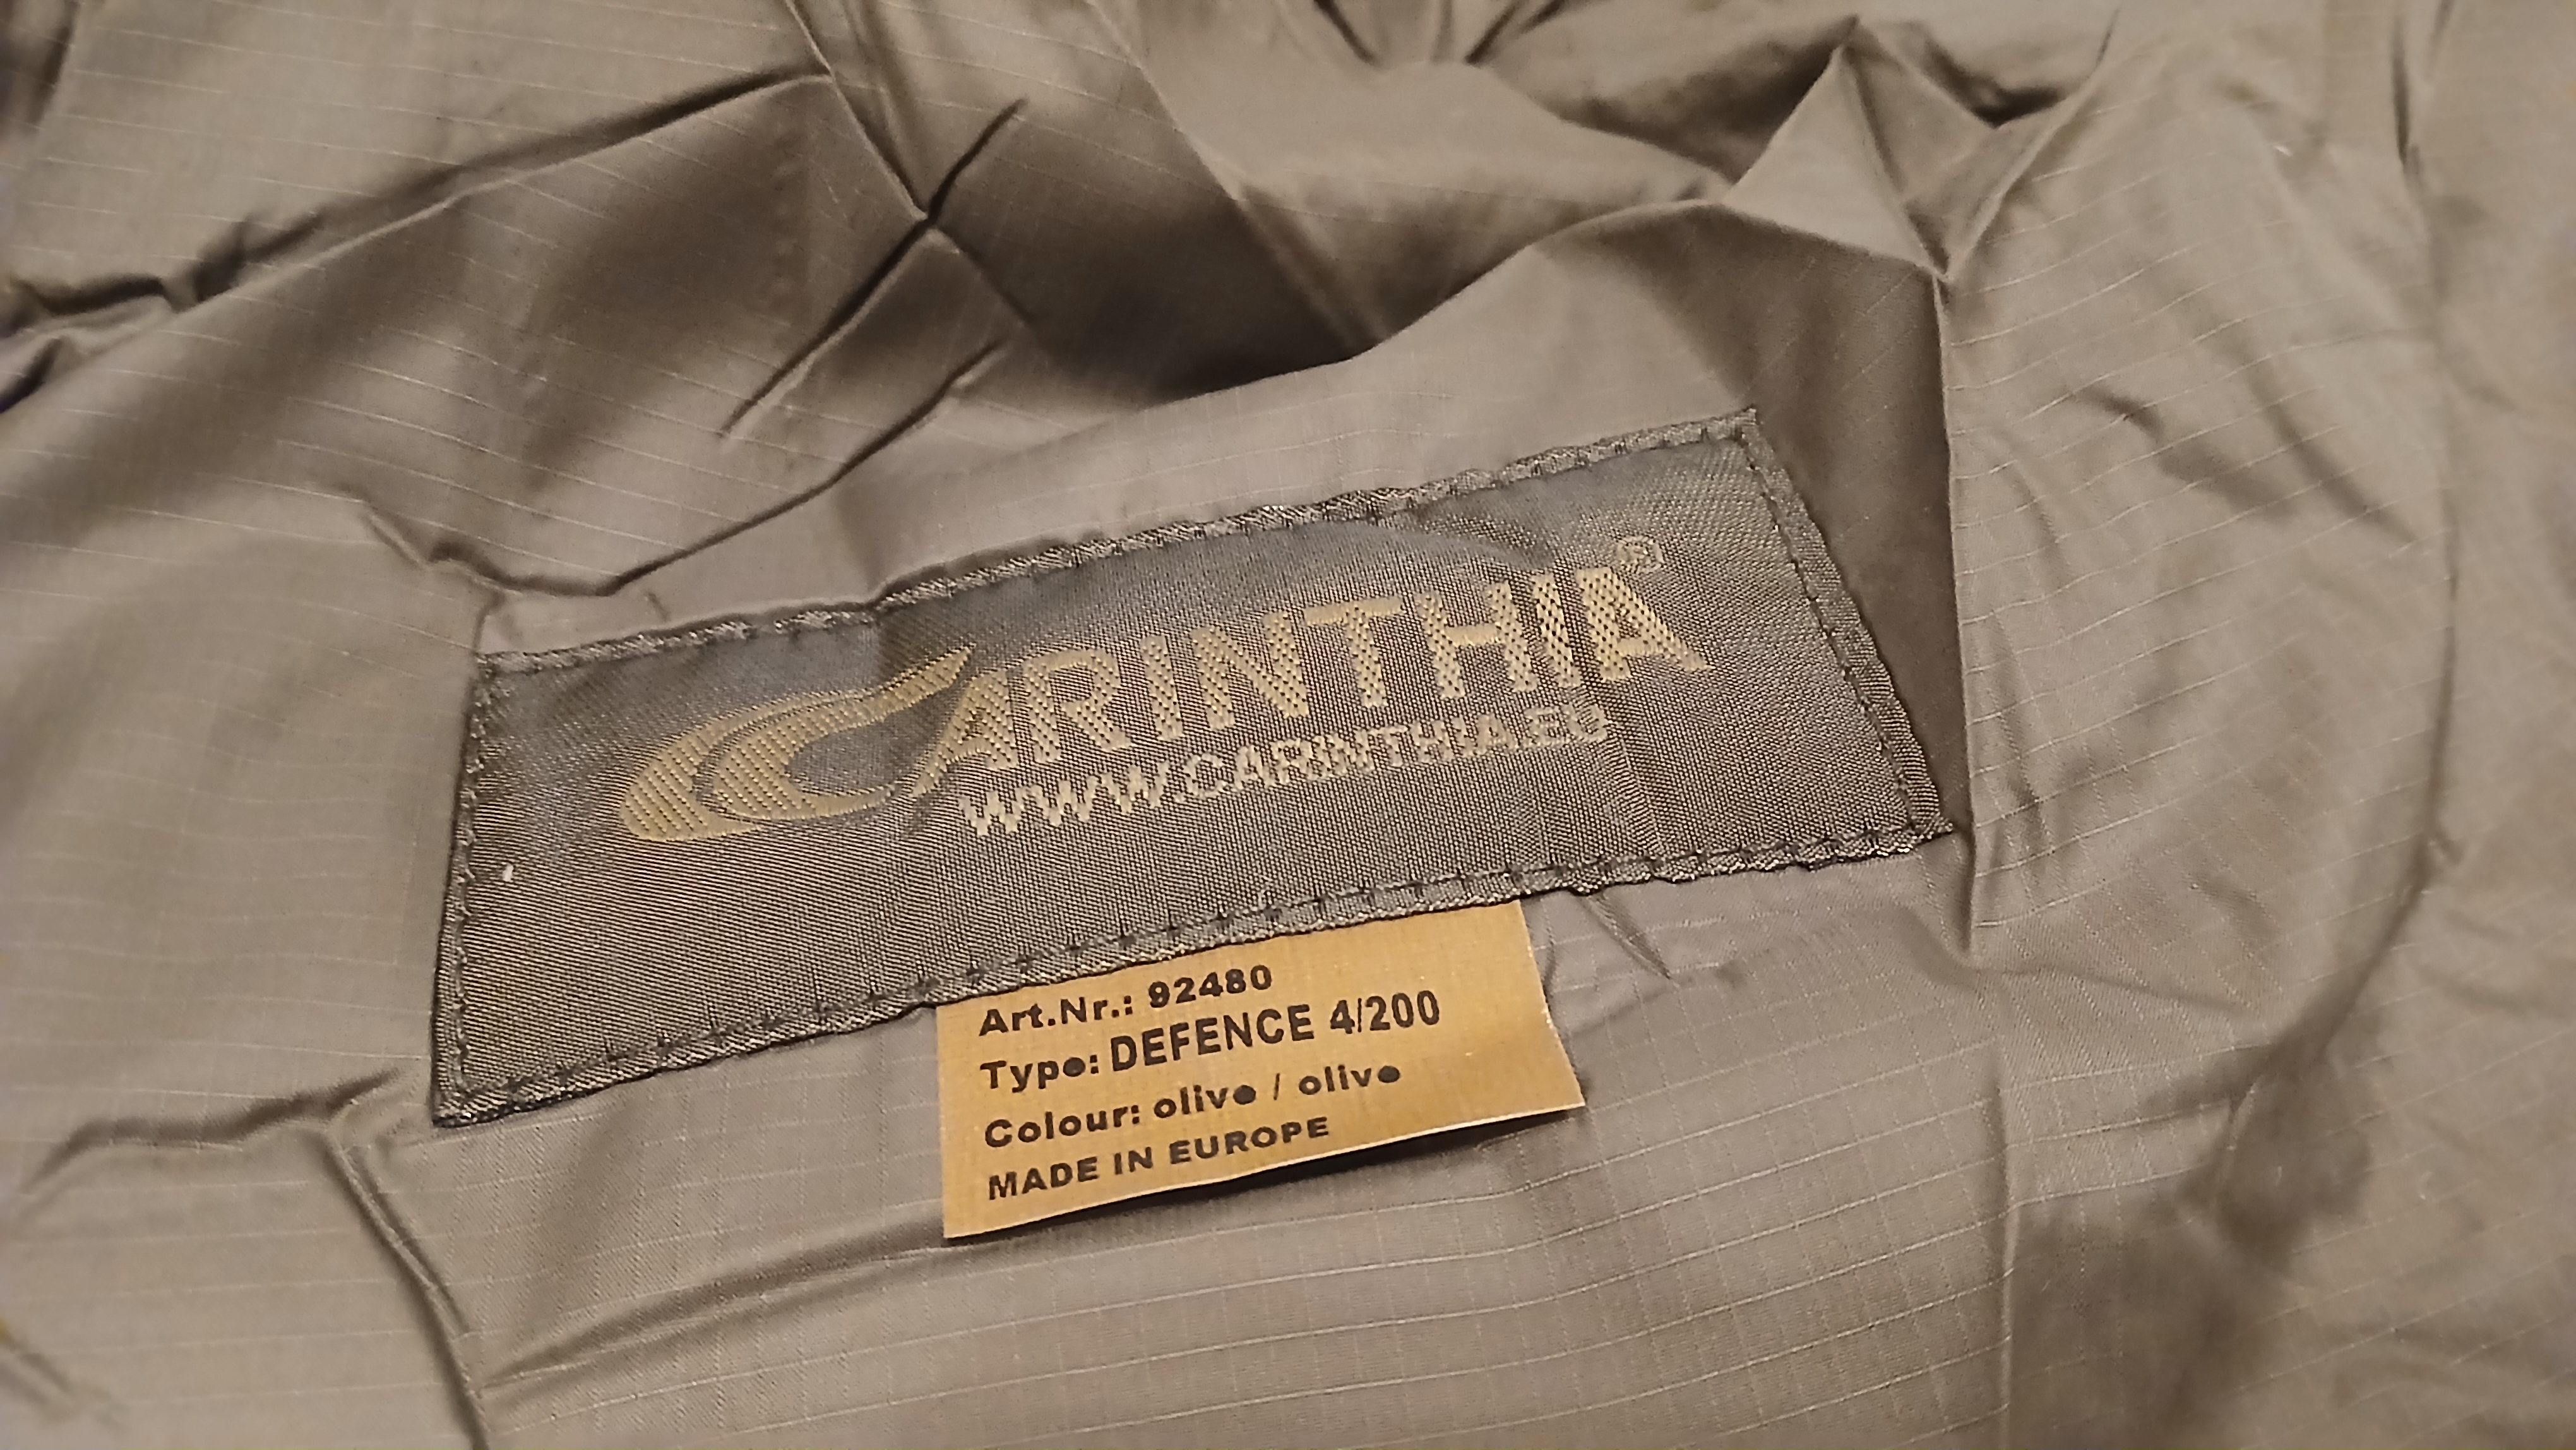 CARINTHIA®
WWW.CARINTHIA.EU
Art.Nr.: 92480
Type: DEFENCE 4/200
Colour: olive / olive
MADE IN EUROPE